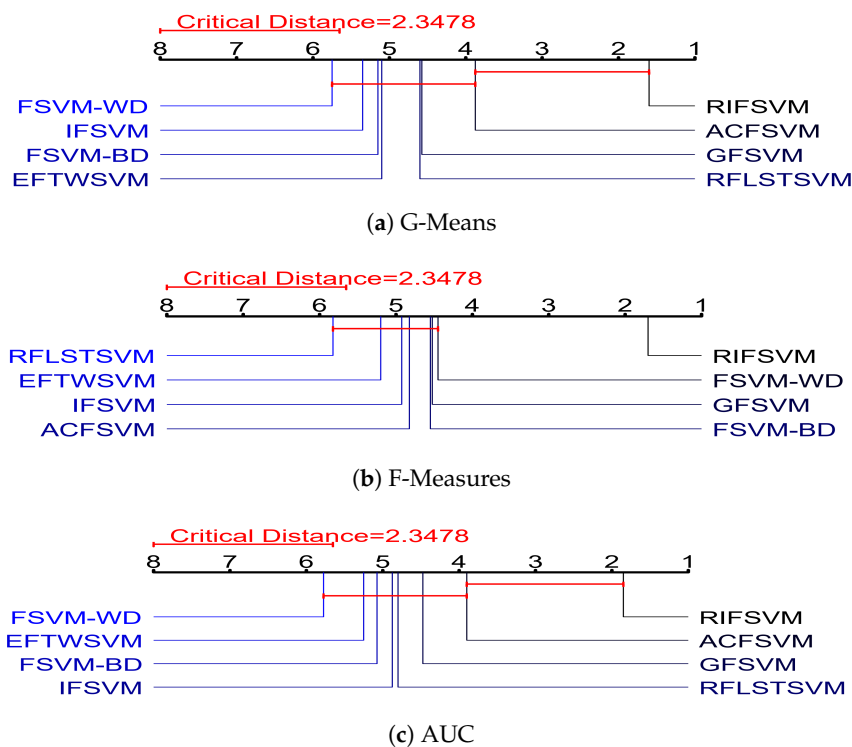 Critical Distance=2.3478
8 7 6 5 4 3 2 1
FSVM-WD RIFSVM
IFSVM ACFSVM
FSVM-BD GFSVM
EFTWSVM RFLSTSVM
(a) G-Means
Critical Distance=2.3478
8 7 6 5 4 3 2 1
RFLSTSVM RIFSVM
EFTWSVM FSVM-WD
IFSVM GFSVM
ACFSVM FSVM-BD
(b) F-Measures
Critical Distance=2.3478
8 7 6 5 4 3 2 1
FSVM-WD RIFSVM
EFTWSVM ACFSVM
FSVM-BD GFSVM
IFSVM RFLSTSVM
(c) AUC